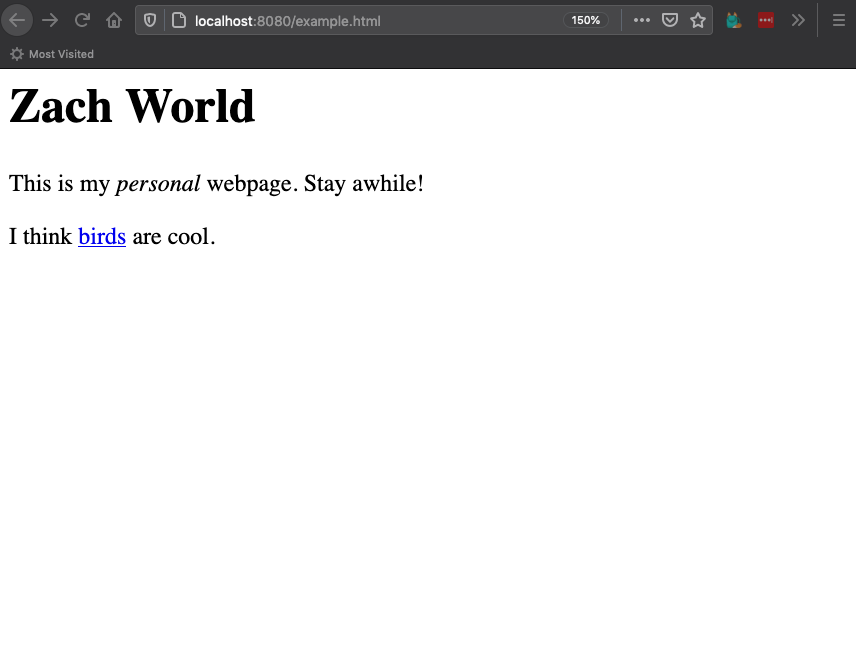 localhost:8080/example.html 150%
Most Visited
Zach World
This is my personal webpage. Stay awhile!
I think birds are cool.